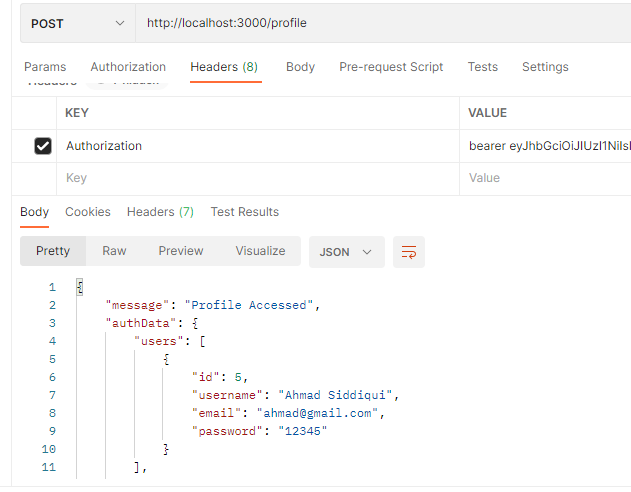 POST http://localhost:3000/profile
Params Authorization Headers (8) Body Pre-request Script Tests Settings
KEY VALUE
Authorization bearer
Key Value
Body Cookies Headers (7) Test Results
Pretty Raw Preview Visualize JSON
1 {
2 "message": "Profile Accessed",
3 "authData": {
4 "users": [
5 {
6 "id": 5,
7 "username": "Ahmad Siddiqui",
8 "email": "ahmad@gmail.com",
9 "password": "12345"
10 }
11 ],